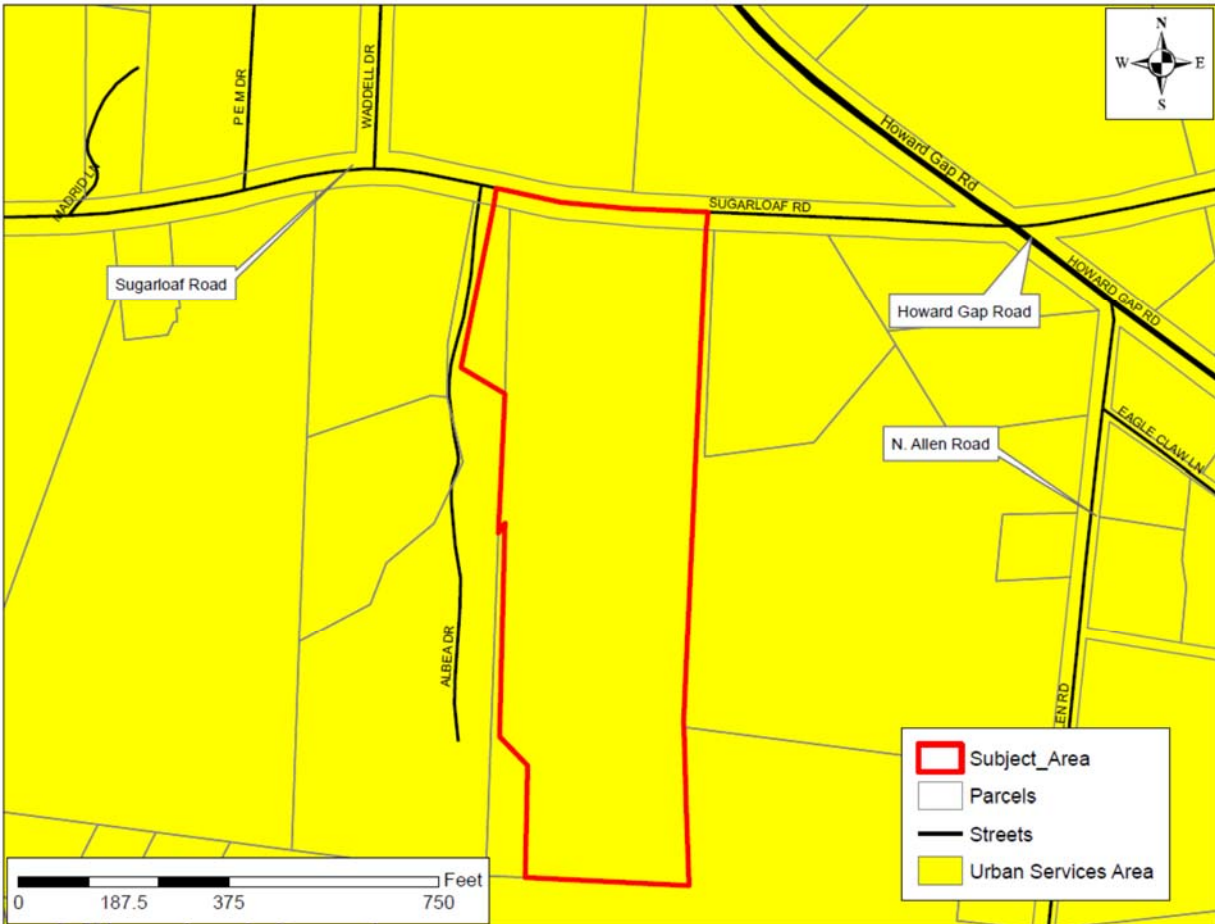 N
W E
S
P E M DR
WADDELL DR
MADRID LN
Howard Gap Rd
SUGARLOAF RD
Sugarloaf Road
HOWARD GAP RD
Howard Gap Road
EAGLE CLAW LN
N. Allen Road
ALBEA DR
LEN RD
Subject_Area
Parcels
Streets
Urban Services Area
Feet
0 187.5 375 750